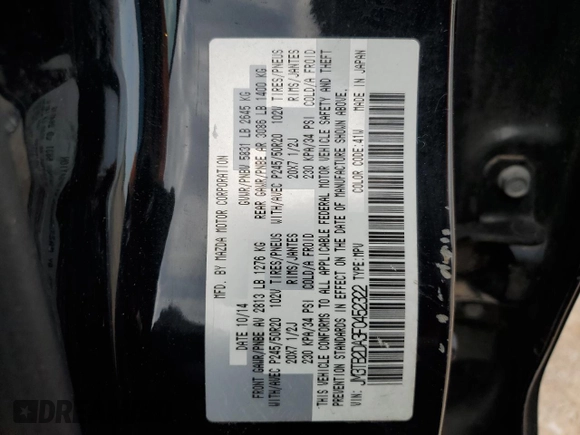 MFD. BY MAZDA MOTOR CORPORATION
DATE 10/14 GVWR/PNBV 5831 LB 2645 KG
FRONT GAWR/PNBE AV 2813 LB 1276 KG REAR GAWR/PNBE AR 3086 LB 1400 KG
WITH/AVEC P245/50R20 102V TIRES/PNEUS WITH/AVEC P245/50R20 102V TIRES/PNEUS
20X7 1/2J RIMS/JANTES 20X7 1/2J RIMS/JANTES
230 KPA/34 PSI COLD/A FROID 230 KPA/34 PSI COLD/A FROID
THIS VEHICLE CONFORMS TO ALL APPLICABLE FEDERAL MOTOR VEHICLE SAFETY AND THEFT
PREVENTION STANDARDS IN EFFECT ON THE DATE OF MANUFACTURE SHOWN ABOVE.
VIN: JM3TB2DA3F0452322 TYPE:MPV COLOR CODE:41W MADE IN JAPAN